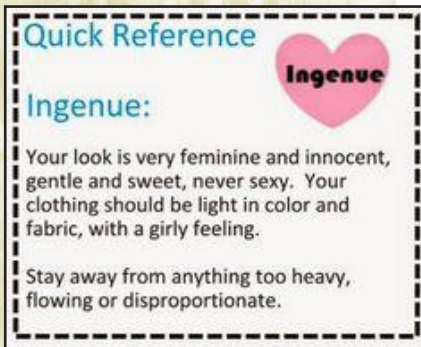 Quick Reference
Ingenue
Ingenue:
Your look is very feminine and innocent,
gentle and sweet, never sexy. Your
clothing should be light in color and
fabric, with a girly feeling.
Stay away from anything too heavy,
flowing or disproportionate.